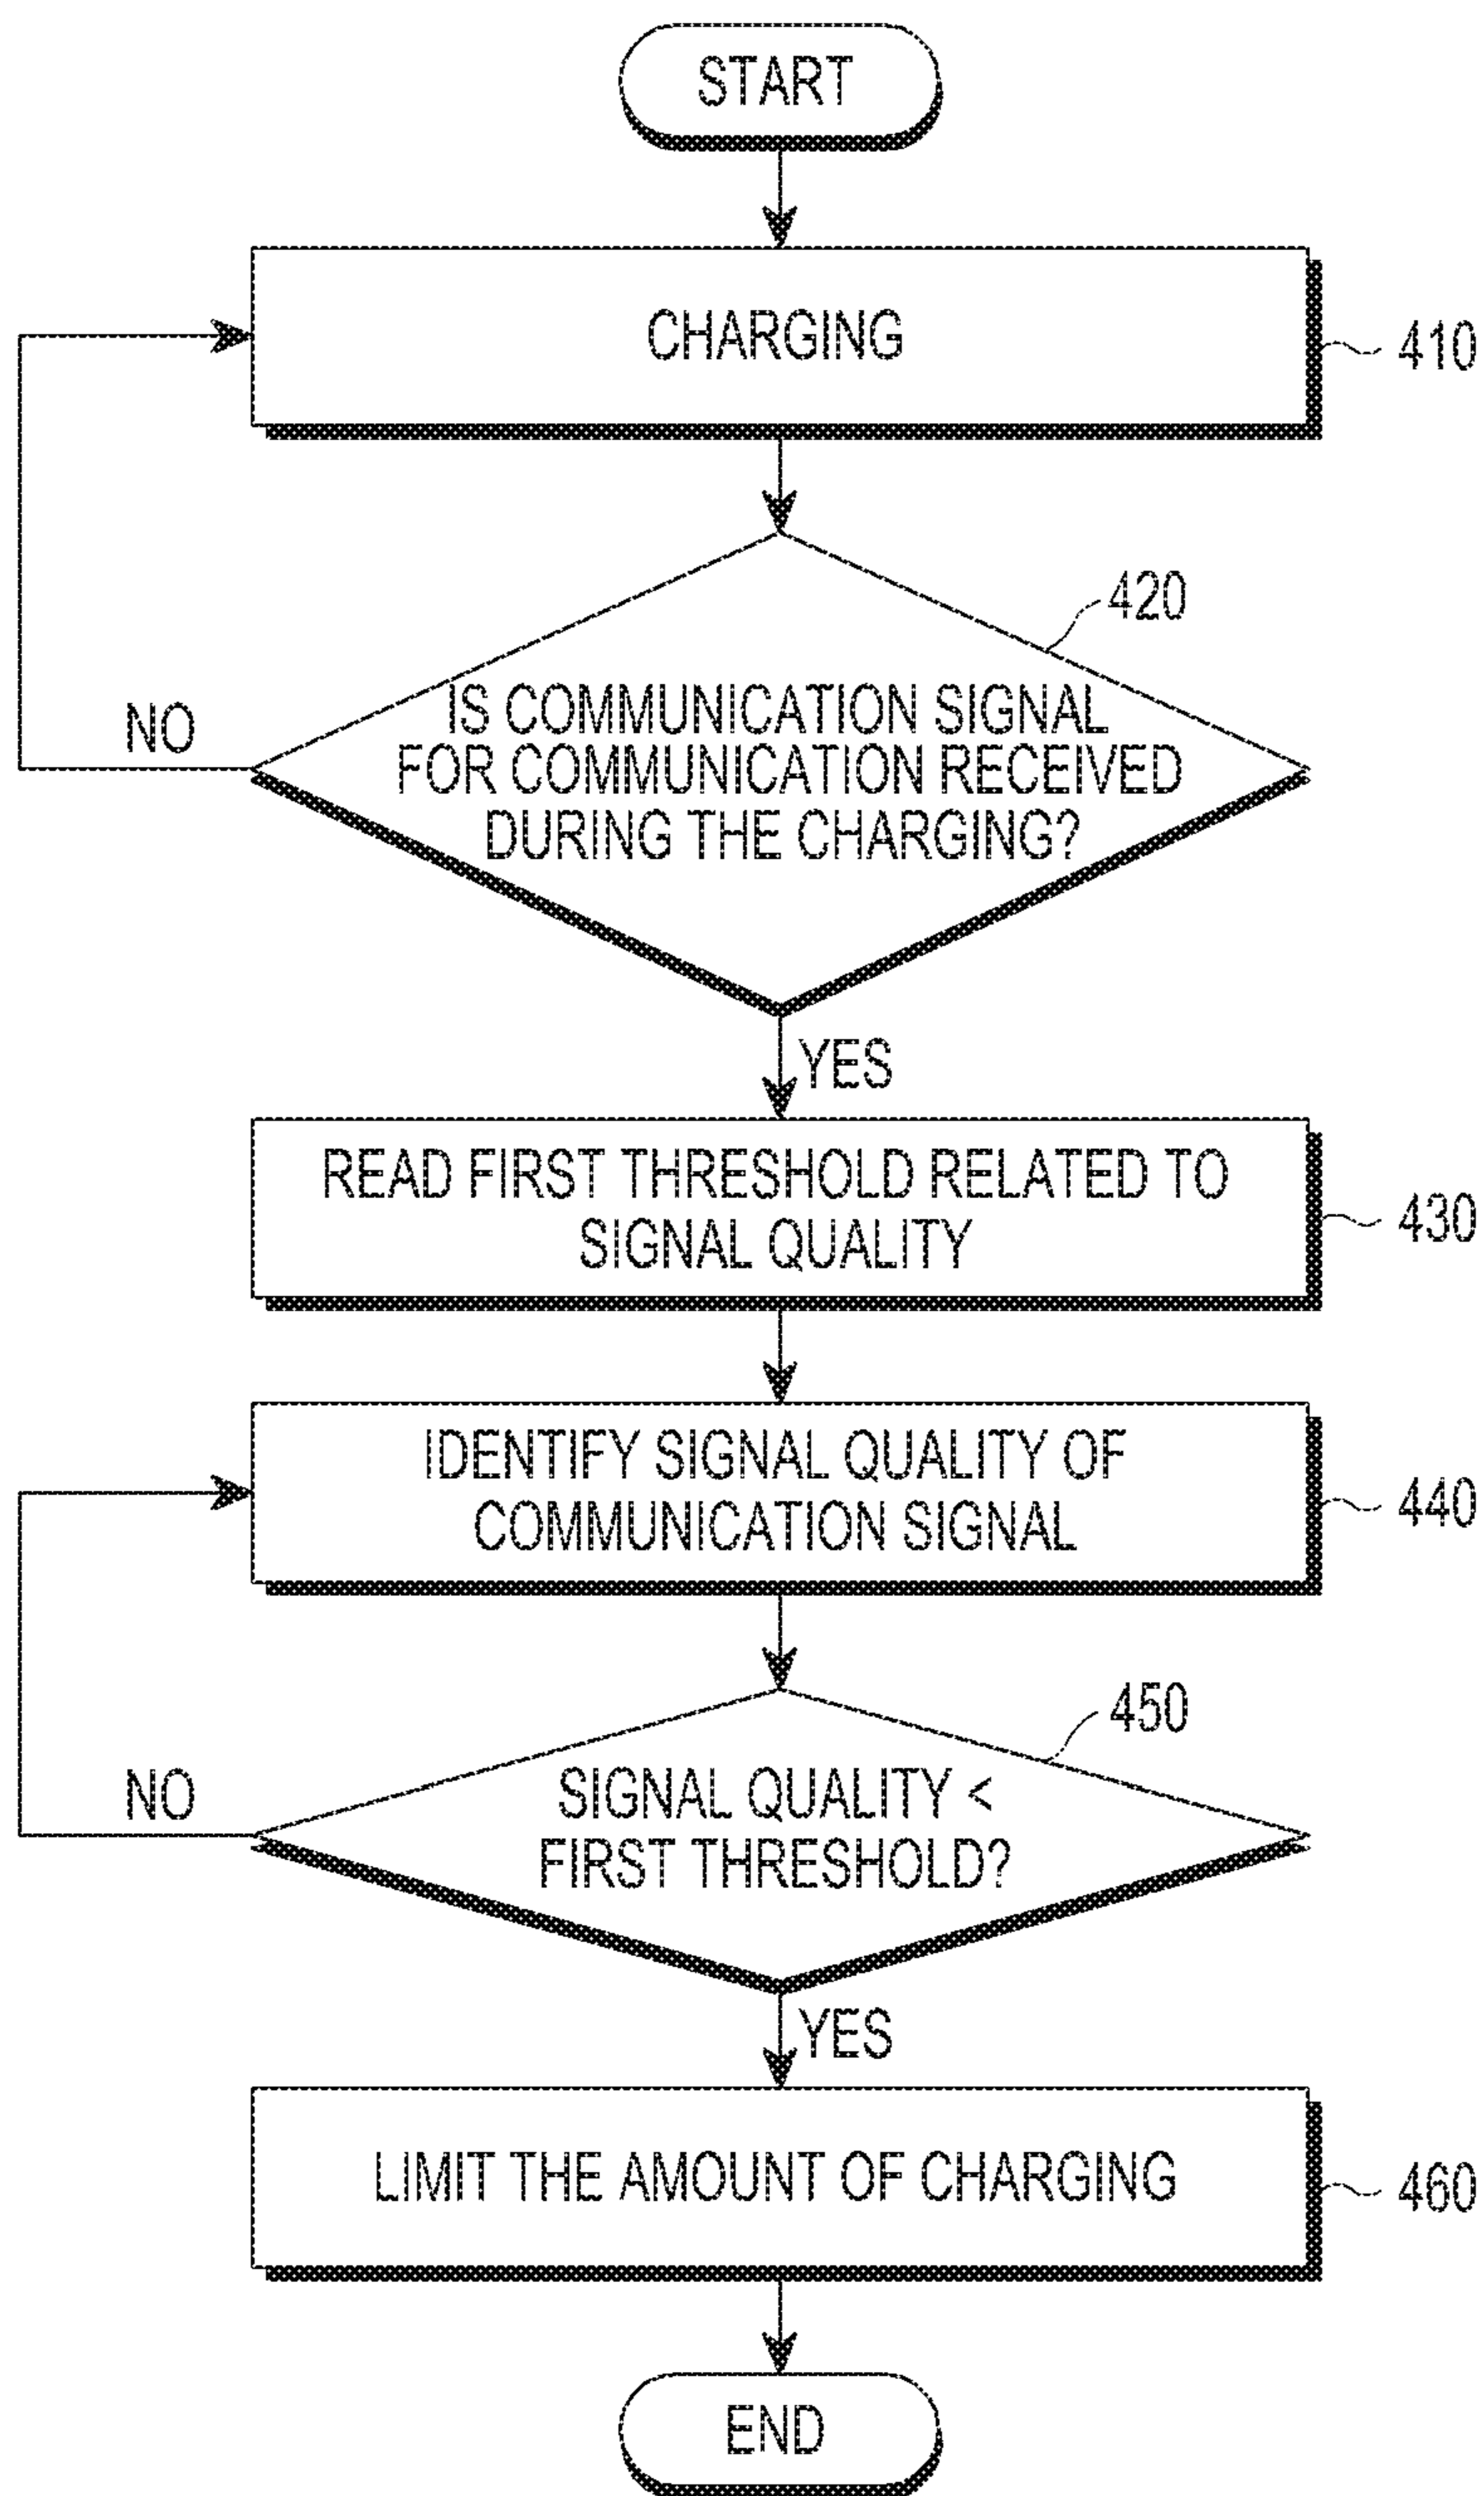 START
CHARGING
410
420
IS COMMUNICATION SIGNAL
FOR COMMUNICATION RECEIVED
DURING THE CHARGING?
NO
YES
READ FIRST THRESHOLD RELATED TO
SIGNAL QUALITY
430
IDENTIFY SIGNAL QUALITY OF
COMMUNICATION SIGNAL
440
450
SIGNAL QUALITY <
FIRST THRESHOLD?
NO
YES
LIMIT THE AMOUNT OF CHARGING
460
END